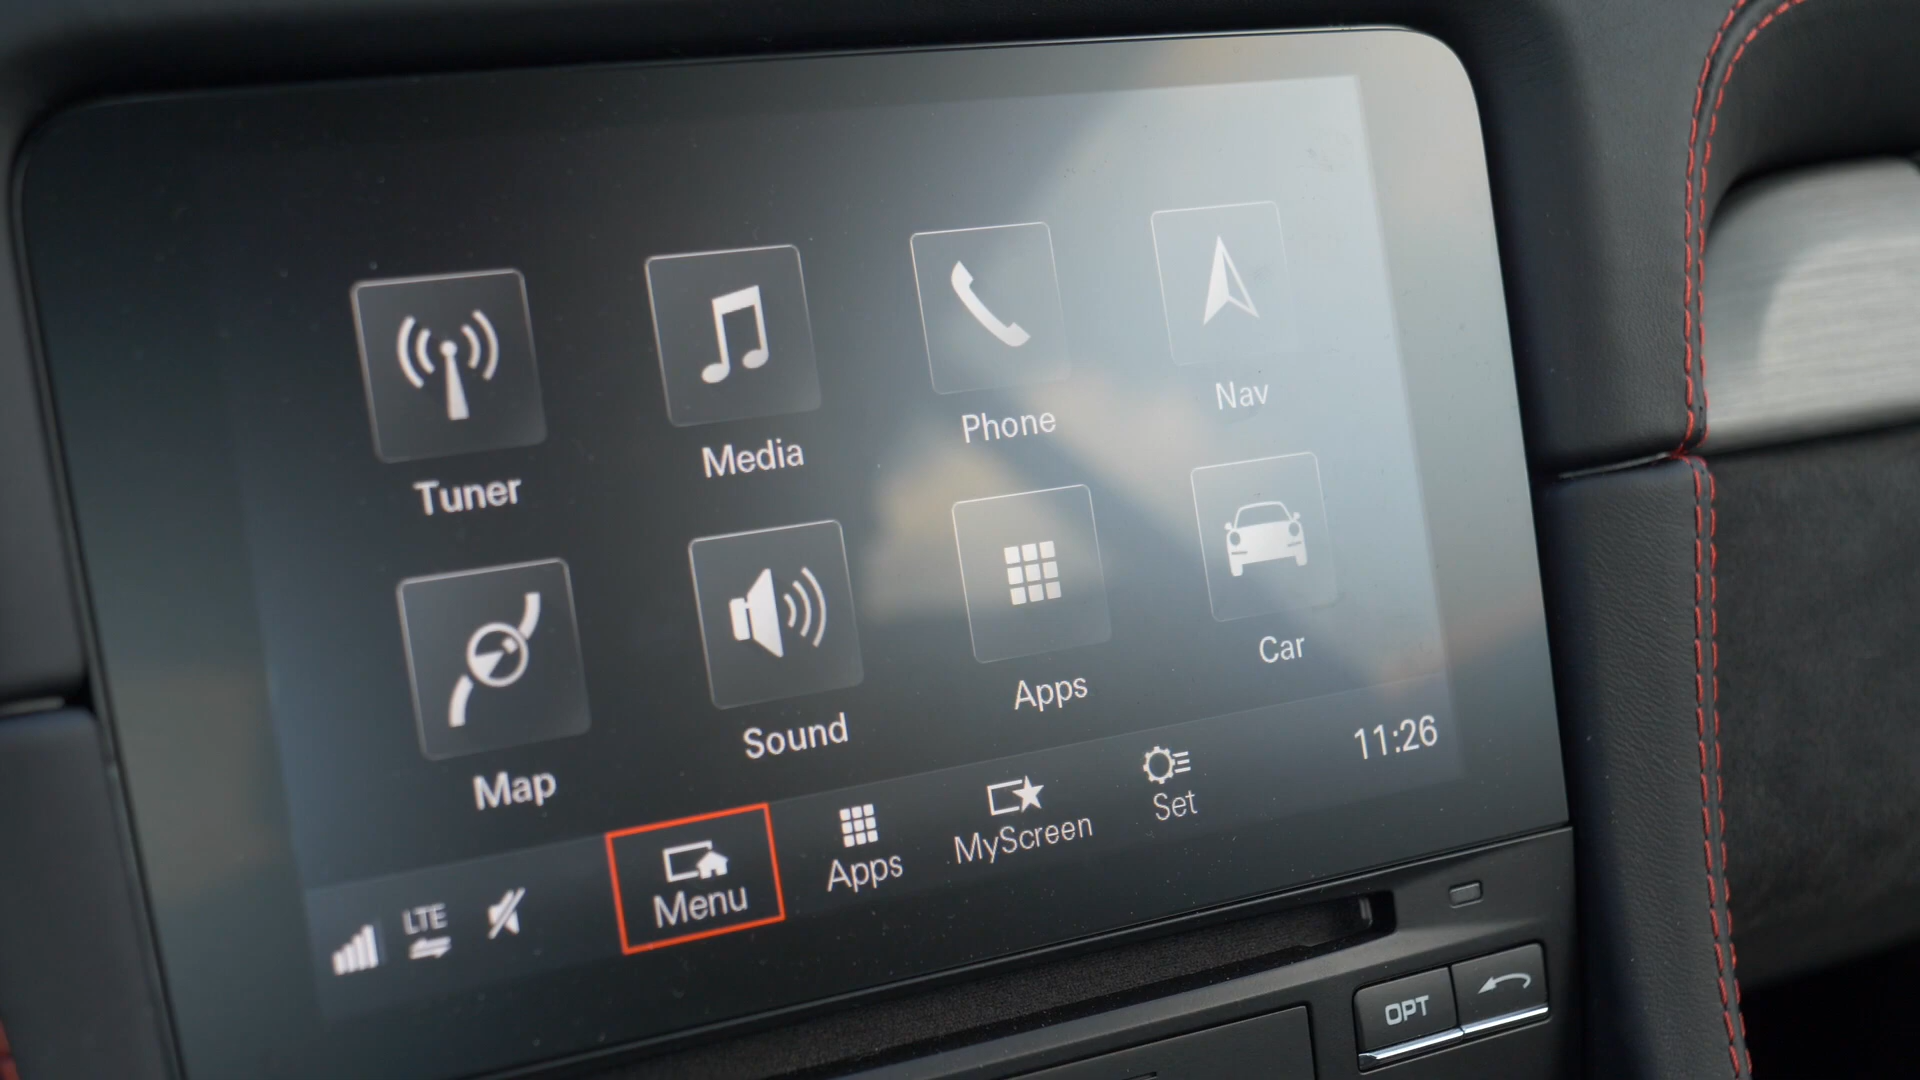 Tuner
Media
Phone
Nav
Map
Sound
Apps
Car
LTE
Menu
Apps
MyScreen
Set
11:26
OPT